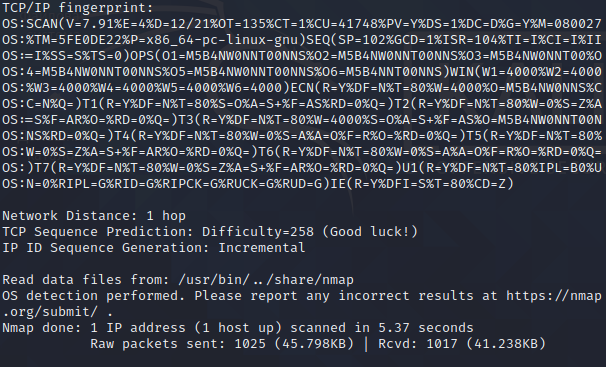 TCP/IP fingerprint:
OS:SCAN(V=7.91%E=4%D=12/21%OT=135%CT=1%CU=41748%PV=Y%DS=1%DC=D%G=Y%M=080027
OS:%TM=5FE0DE22%P=x86_64-pc-linux-gnu)SEQ(SP=102%GCD=1%ISR=104%TI=I%CI=I%II
OS:=I%SS=S%TS=0)OPS(O1=M5B4NW0NNT00NNS%O2=M5B4NW0NNT00NNS%O3=M5B4NW0NNT00%O
OS:4=M5B4NW0NNT00NNS%O5=M5B4NW0NNT00NNS%O6=M5B4NNT00NNS)WIN(W1=4000%W2=4000
OS:%W3=4000%W4=4000%W5=4000%W6=4000)ECN(R=Y%DF=N%T=80%W=4000%O=M5B4NW0NNS%C
OS:C=N%Q=)T1(R=Y%DF=N%T=80%S=O%A=S+%F=AS%RD=0%Q=)T2(R=Y%DF=N%T=80%W=0%S=Z%A
OS:=S%F=AR%O=%RD=0%Q=)T3(R=Y%DF=N%T=80%W=4000%S=O%A=S+%F=AS%O=M5B4NW0NNT00N
OS:NS%RD=0%Q=)T4(R=Y%DF=N%T=80%W=0%S=A%A=O%F=R%O=%RD=0%Q=)T5(R=Y%DF=N%T=80%
OS:W=0%S=Z%A=S+%F=AR%O=%RD=0%Q=)T6(R=Y%DF=N%T=80%W=0%S=A%A=O%F=R%O=%RD=0%Q=
OS:)T7(R=Y%DF=N%T=80%W=0%S=Z%A=S+%F=AR%O=%RD=0%Q=)U1(R=Y%DF=N%T=80%IPL=B0%U
OS:N=0%RIPL=G%RID=G%RIPCK=G%RUCK=G%RUD=G)IE(R=Y%DFI=S%T=80%CD=Z)
Network Distance: 1 hop
TCP Sequence Prediction: Difficulty=258 (Good luck!)
IP ID Sequence Generation: Incremental
Read data files from: /usr/bin/../share/nmap
OS detection performed. Please report any incorrect results at https://nmap
.org/submit/ .
Nmap done: 1 IP address (1 host up) scanned in 5.37 seconds
Raw packets sent: 1025 (45.798KB) | Rcvd: 1017 (41.238KB)